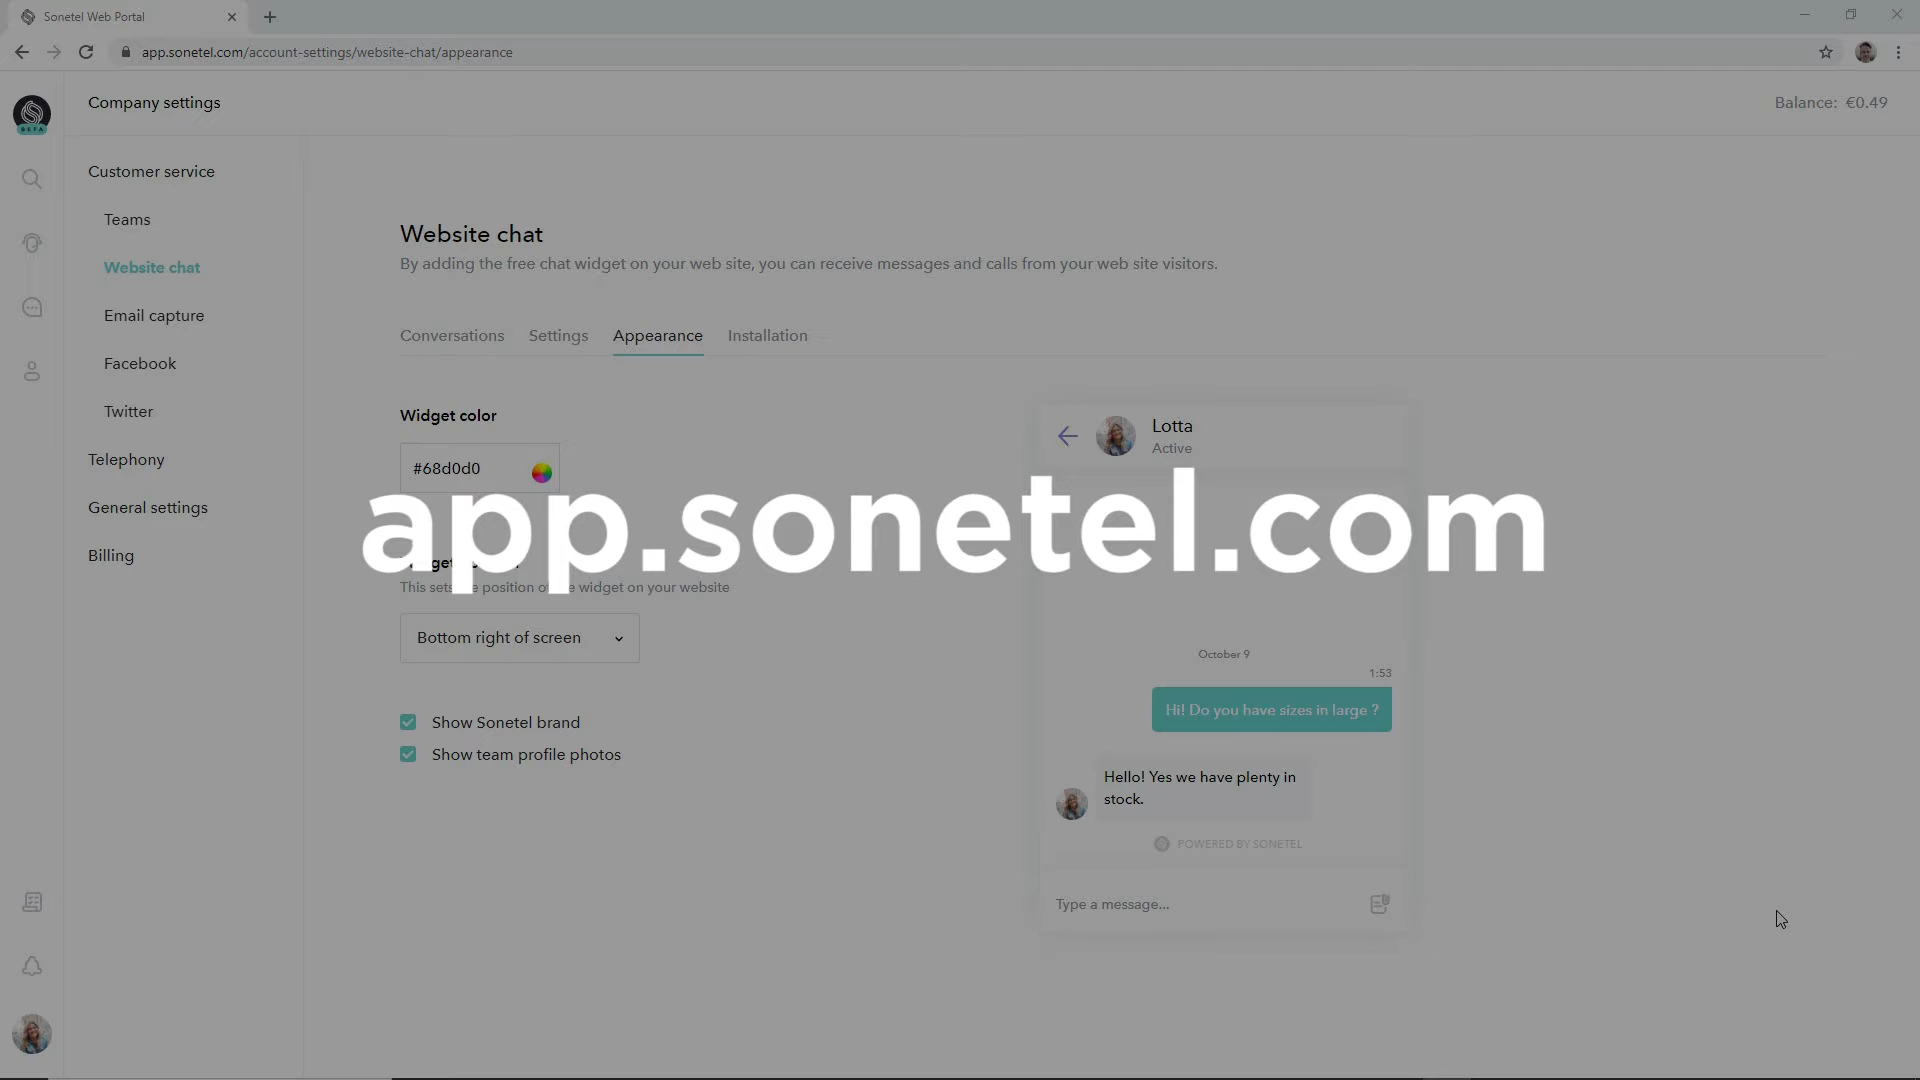 Sonetel Web Portal
app.sonetel.com/account-settings/website-chat/appearance
Company settings
Balance: €0.49
BETA
Customer service
Teams
Website chat
Email capture
Facebook
Twitter
Telephony
General settings
Billing
Website chat
By adding the free chat widget on your web site, you can receive messages and calls from your web site visitors.
Conversations Settings Appearance Installation
Widget color
#68d0d0
app.sonetel.com
This sets position of widget on your website
Bottom right of screen
Show Sonetel brand
Show team profile photos
Lotta
Active
October 9
1:53
Hi! Do you have sizes in large ?
Hello! Yes we have plenty in
stock.
POWERED BY SONETEL
Type a message...